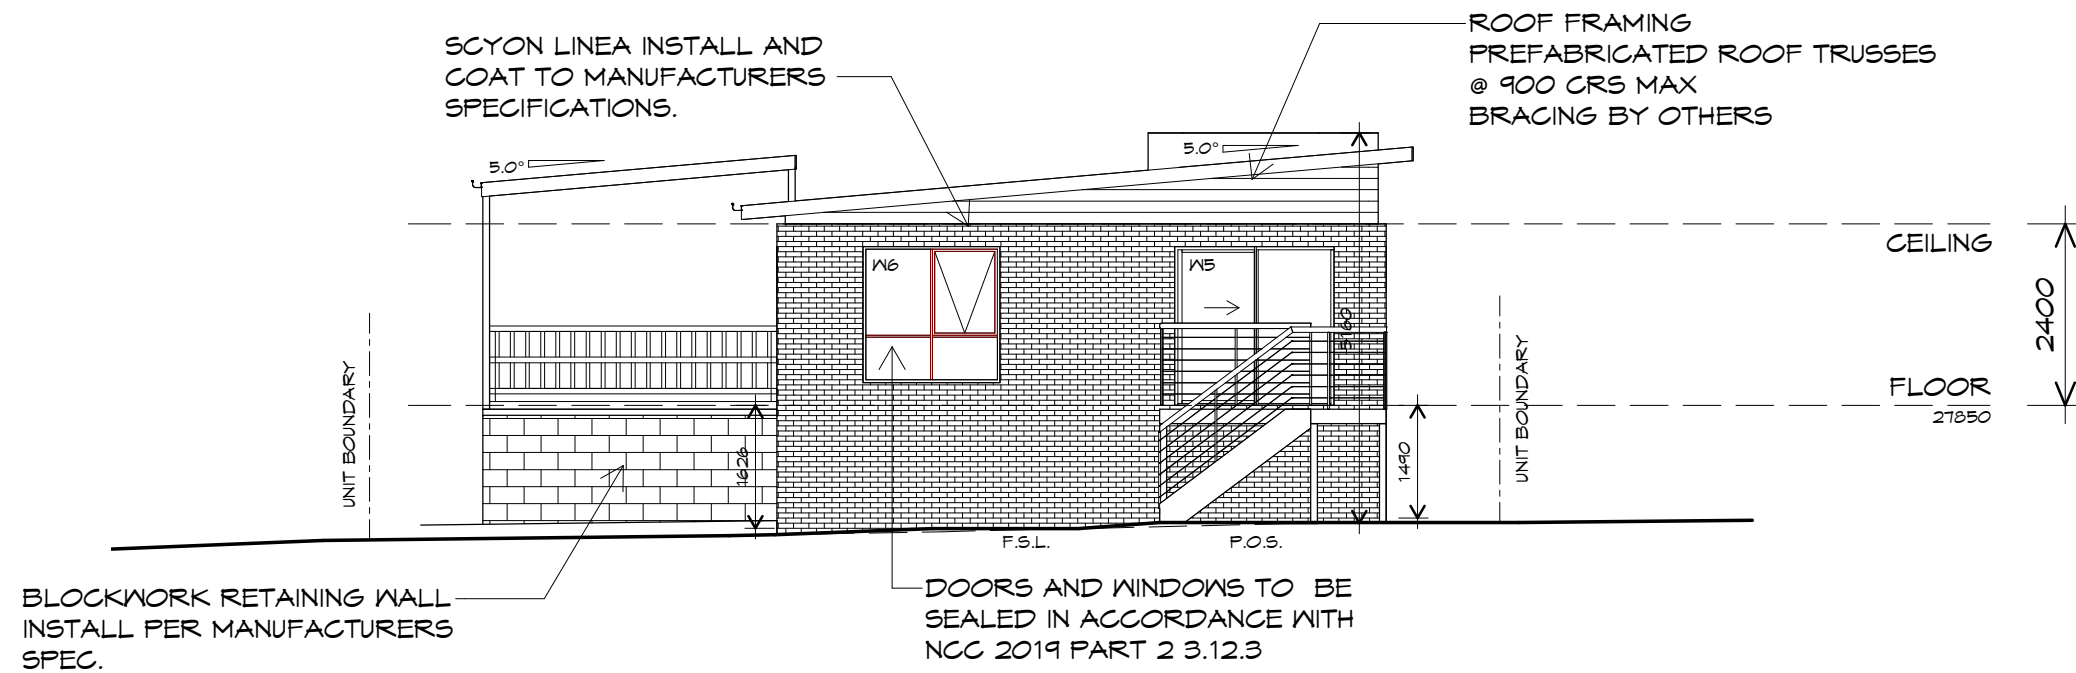 SCYON LINEA INSTALL AND
COAT TO MANUFACTURERS
SPECIFICATIONS.
ROOF FRAMING
PREFABRICATED ROOF TRUSSES
@ 900 CRS MAX
BRACING BY OTHERS
5.0°
5.0°
CEILING
W6
W5
2400
UNIT BOUNDARY
UNIT BOUNDARY
FLOOR
27850
1626
1490
F.S.L.
P.O.S.
BLOCKWORK RETAINING WALL
INSTALL PER MANUFACTURERS
SPEC.
DOORS AND WINDOWS TO BE
SEALED IN ACCORDANCE WITH
NCC 2019 PART 2 3.12.3